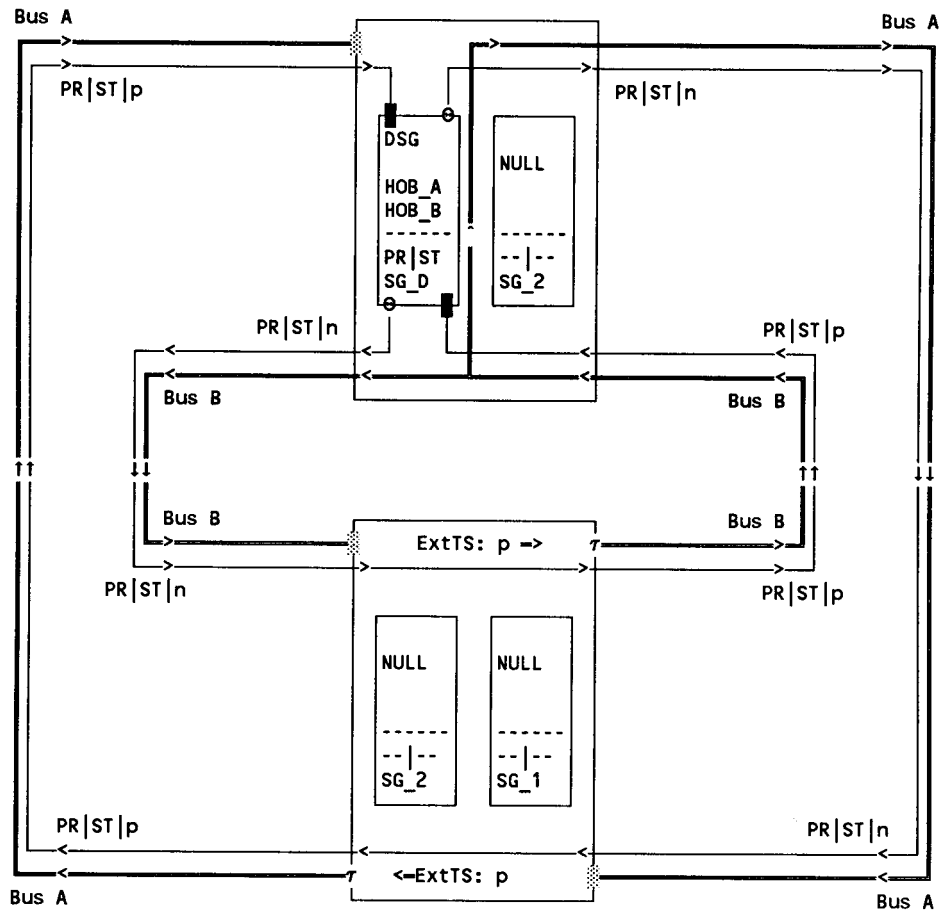 Bus A
Bus A
PR|ST|p
PR|ST|n
DSG
HOB_A
HOB_B
- - - - - -
PR|ST
SG_D
NULL
- - - - - -
--|--
SG_2
PR|ST|n
PR|ST|p
Bus B
Bus B
Bus B
Bus B
ExtTS: p =>
τ
PR|ST|n
PR|ST|p
NULL
- - - - - -
--|--
SG_2
NULL
- - - - - -
--|--
SG_1
PR|ST|p
PR|ST|n
τ
<=ExtTS: p
Bus A
Bus A